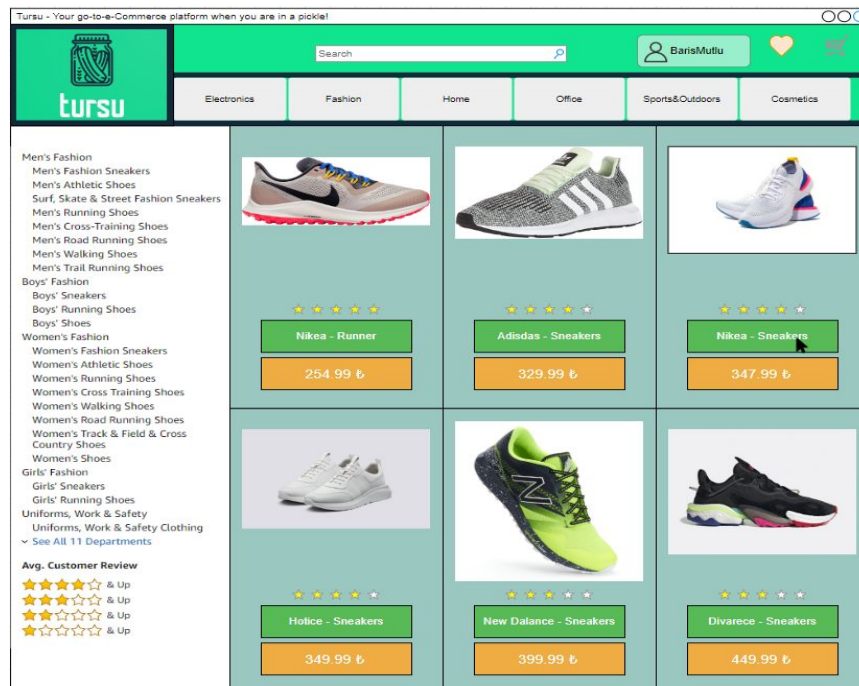 Tursu - Your go-to-e-Commerce platform when you are in a pickle!
tursu
Search
BarisMutlu
Electronics
Fashion
Home
Office
Sports&Outdoors
Cosmetics
Men's Fashion
Men's Fashion Sneakers
Men's Athletic Shoes
Surf, Skate & Street Fashion Sneakers
Men's Running Shoes
Men's Cross-Training Shoes
Men's Road Running Shoes
Men's Walking Shoes
Men's Trail Running Shoes
Boys' Fashion
Boys' Sneakers
Boys' Running Shoes
Boys' Shoes
Women's Fashion
Women's Fashion Sneakers
Women's Athletic Shoes
Women's Running Shoes
Women's Cross Training Shoes
Women's Walking Shoes
Women's Road Running Shoes
Women's Track & Field & Cross
Country Shoes
Women's Shoes
Girls' Fashion
Girls' Sneakers
Girls' Running Shoes
Uniforms, Work & Safety
Uniforms, Work & Safety Clothing
See All 11 Departments
Avg. Customer Review
& Up
& Up
& Up
& Up
Nikea - Runner
254.99 ₺
Adisdas - Sneakers
329.99 ₺
Nikea - Sneakers
347.99 ₺
Holice - Sneakers
349.99 ₺
N
New Dalance - Sneakers
399.99 ₺
Divarece - Sneakers
449.99 ₺